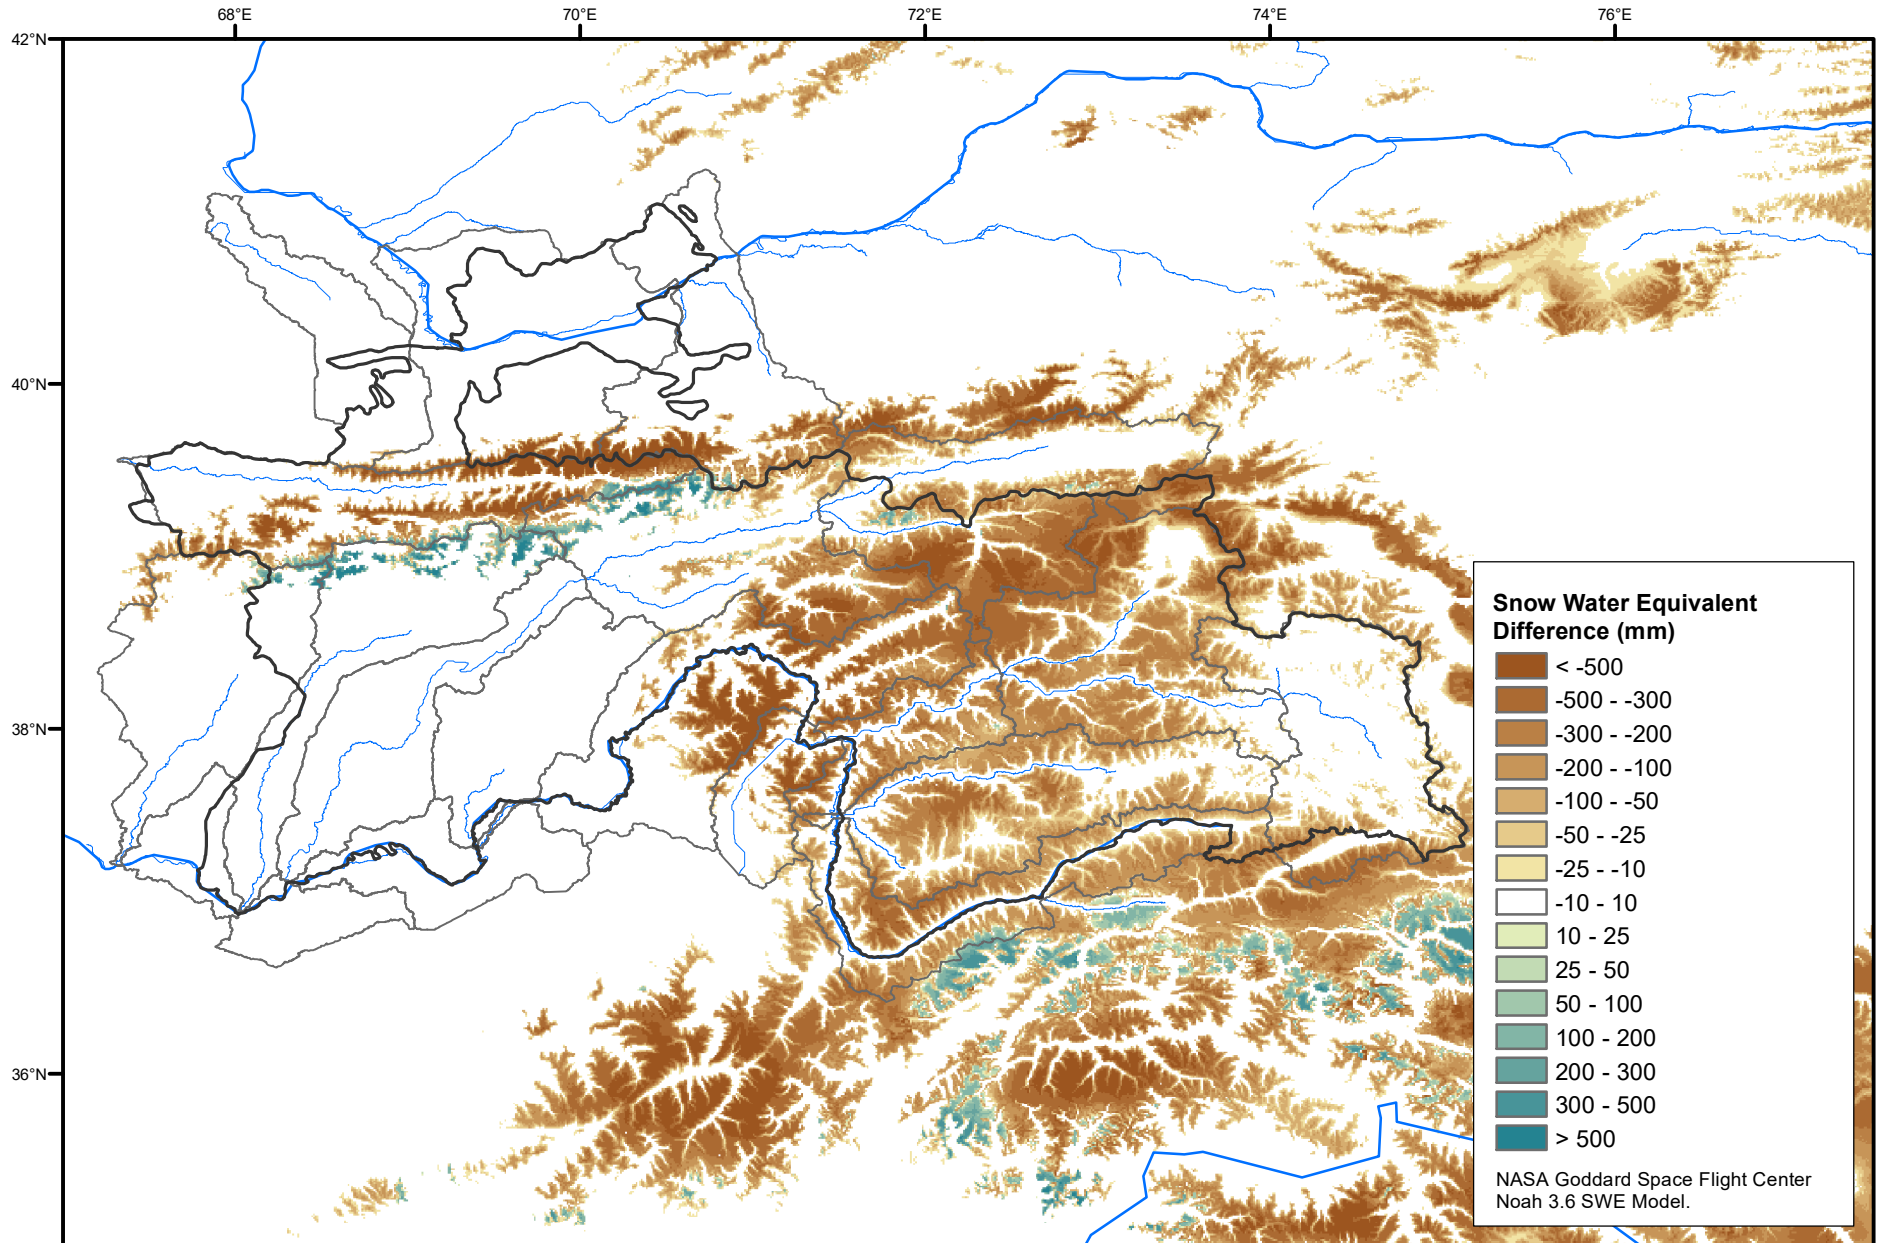 68°E
70°E
72°E
74°E
76°E
42°N
40°N
38°N
36°N
Snow Water Equivalent
Difference (mm)
< -500
-500 - -300
-300 - -200
-200 - -100
-100 - -50
-50 - -25
-25 - -10
-10 - 10
10 - 25
25 - 50
50 - 100
100 - 200
200 - 300
300 - 500
> 500
NASA Goddard Space Flight Center
Noah 3.6 SWE Model.